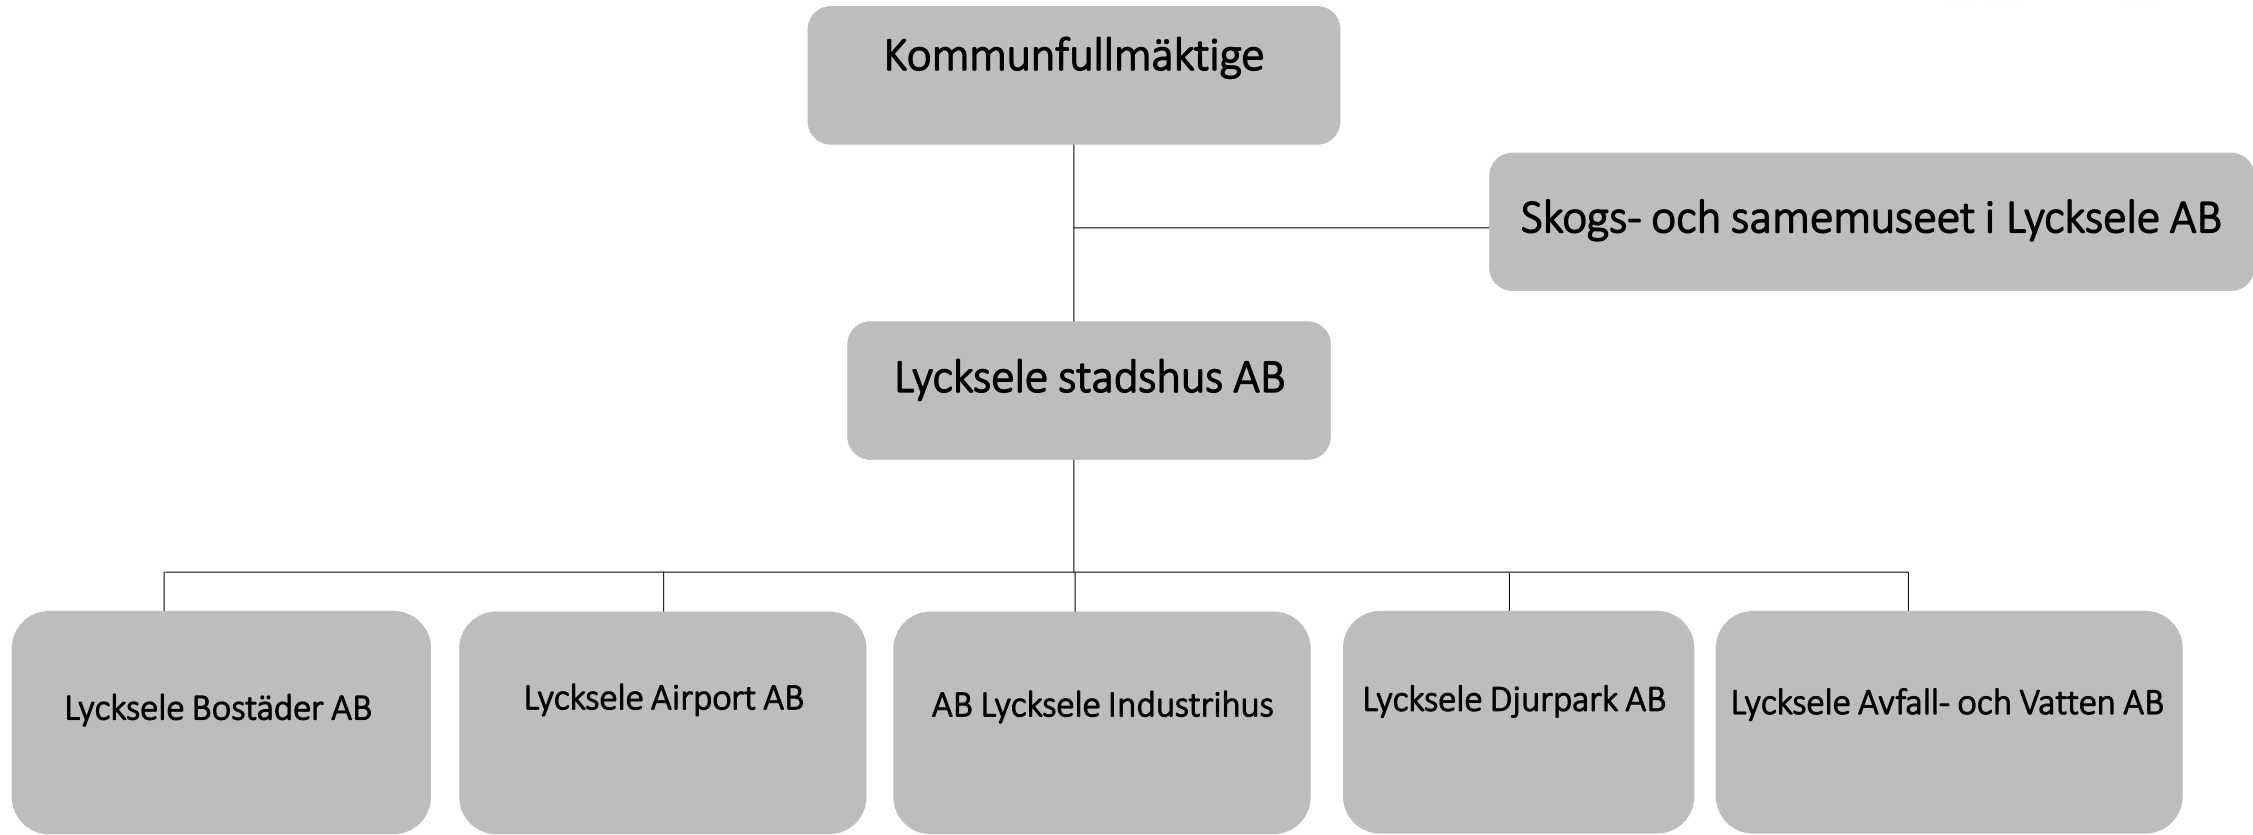 Kommunfullmäktige
Skogs- och samemuseet i Lycksele AB
Lycksele stadshus AB
Lycksele Bostäder AB
Lycksele Airport AB
AB Lycksele Industrihus
Lycksele Djurpark AB
Lycksele Avfall- och Vatten AB